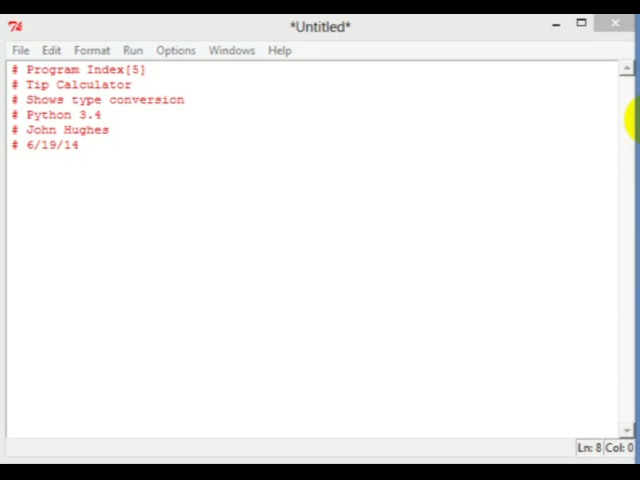 *Untitled*
File Edit Format Run Options Windows Help
# Program Index[5]
# Tip Calculator
# Shows type conversion
# Python 3.4
# John Hughes
# 6/19/14
Ln: 8 Col: 0